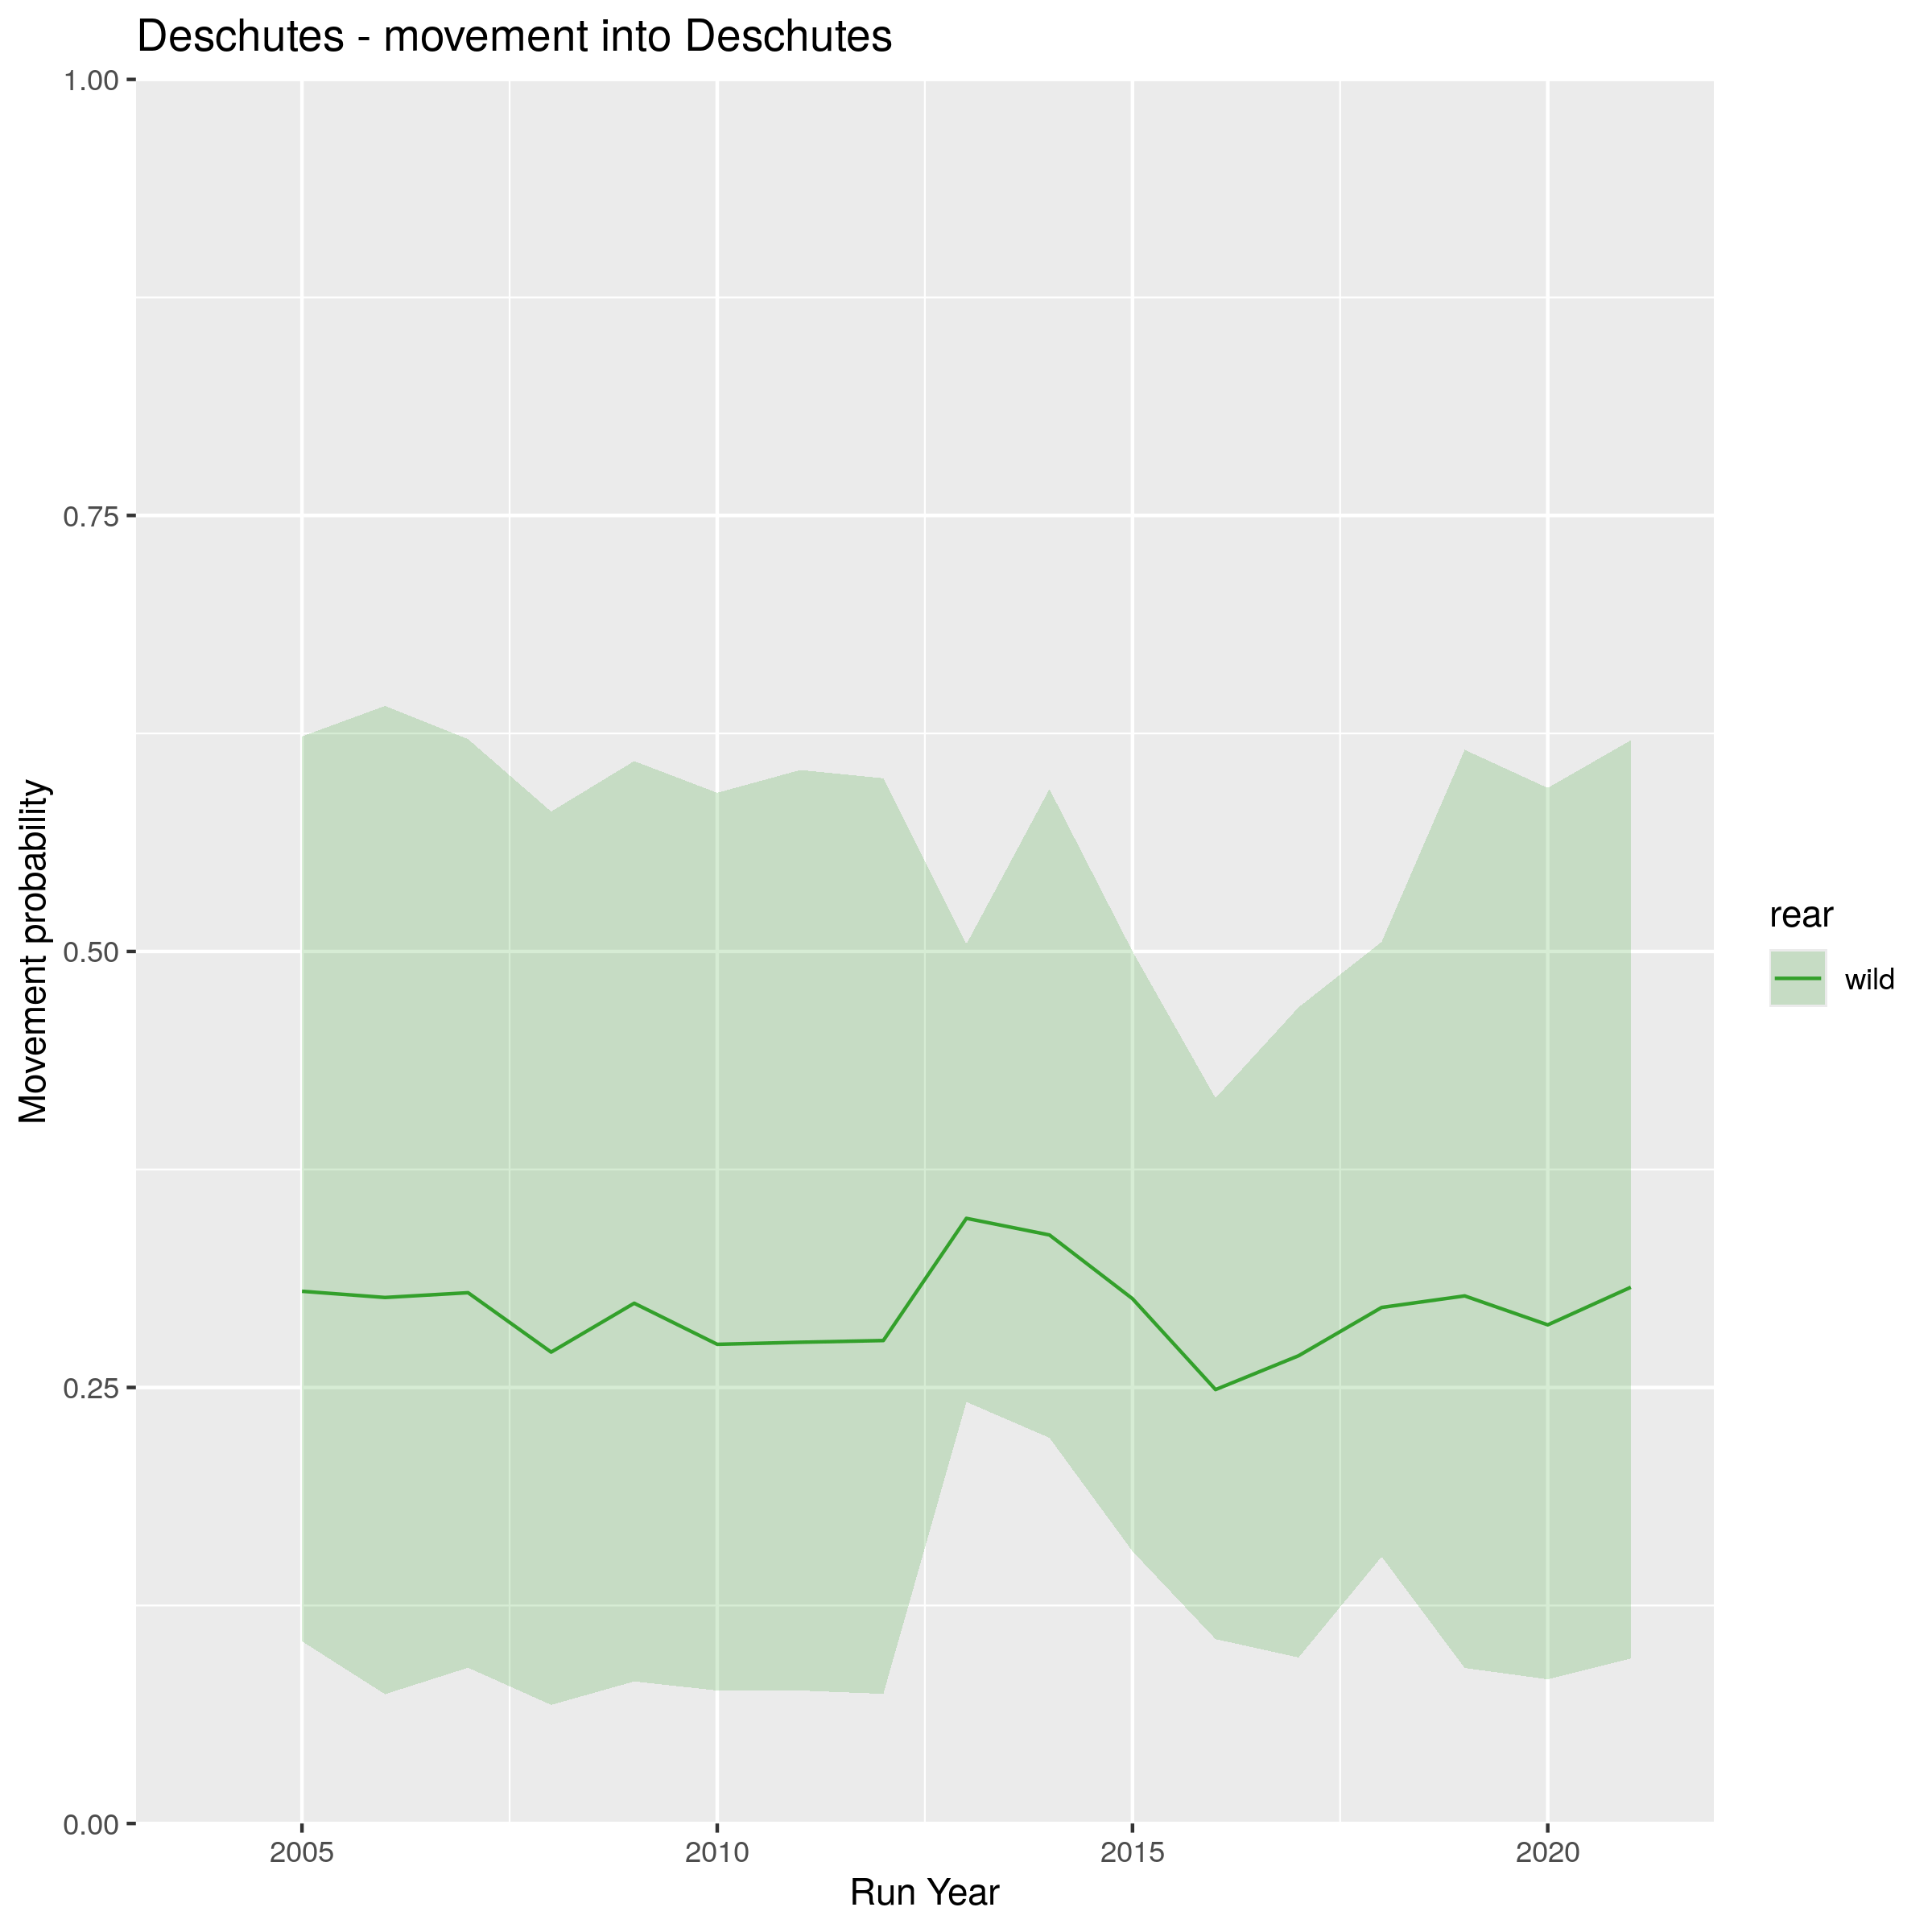 Deschutes - movement into Deschutes
1.00
0.75
0.50
0.25
0.00
Movement probability
2005
2010
2015
2020
Run Year
rear
wild